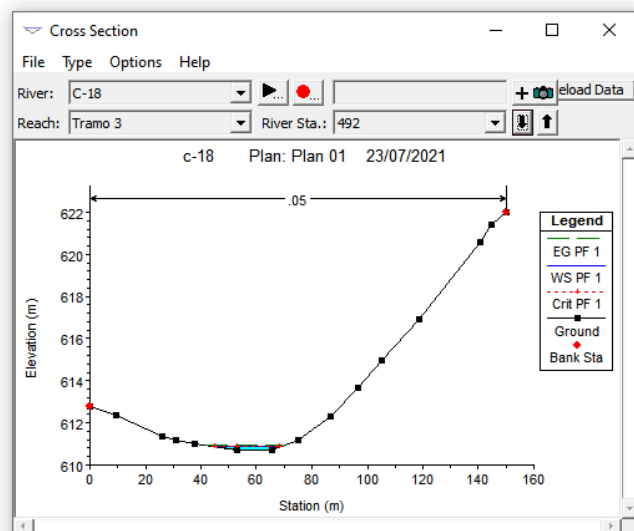 Cross Section
File Type Options Help
River: C-18 ... ... + eload Data
Reach: Tramo 3 River Sta.: 492
c-18 Plan: Plan 01 23/07/2021
.05
Legend
EG PF 1
WS PF 1
Crit PF 1
Ground
Bank Sta
Elevation (m)
622
620
618
616
614
612
610
0 20 40 60 80 100 120 140 160
Station (m)